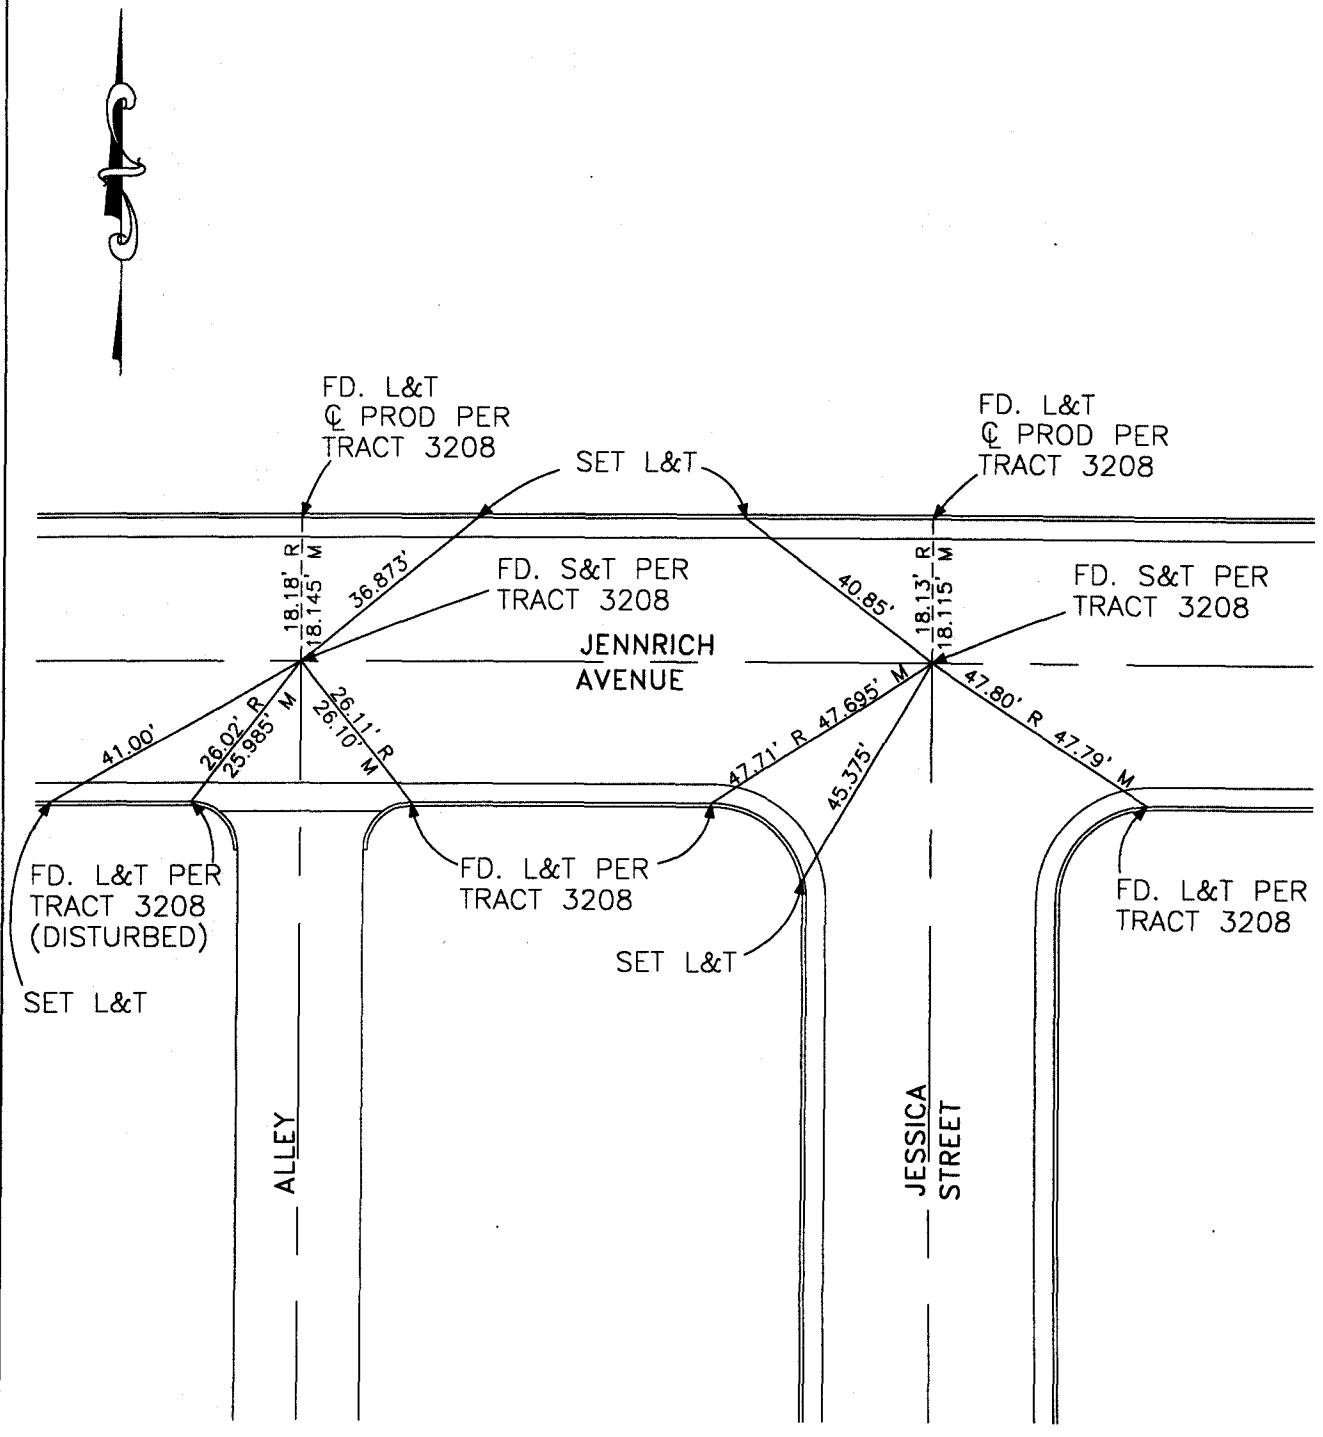 FD. L&T
℄ PROD PER
TRACT 3208
FD. L&T
℄ PROD PER
TRACT 3208
SET L&T
18.18' R
18.145' M
36.873'
FD. S&T PER
TRACT 3208
40.85'
18.13' R
18.115' M
FD. S&T PER
TRACT 3208
JENNRICH
AVENUE
41.00'
26.02' R
25.985' M
26.11' R
26.10' M
47.71' R 47.695' M
45.375'
47.80' R 47.79' M
FD. L&T PER
TRACT 3208
(DISTURBED)
FD. L&T PER
TRACT 3208
FD. L&T PER
TRACT 3208
SET L&T
SET L&T
ALLEY
JESSICA
STREET